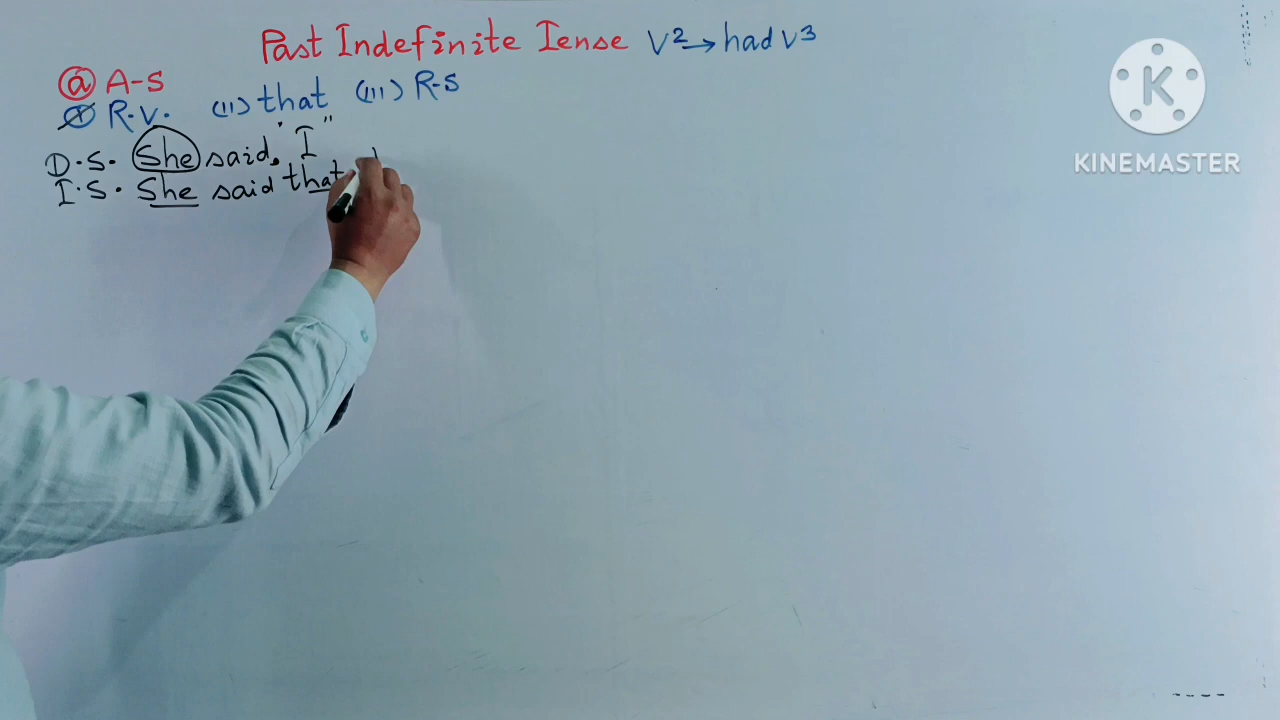 Past Indefinite Tense V2→had V3
ⓐ A-S
ⓘ R.V. (ii) that (iii) R-S
D.S. She said, "I"
I.S. She said that
KINEMASTER